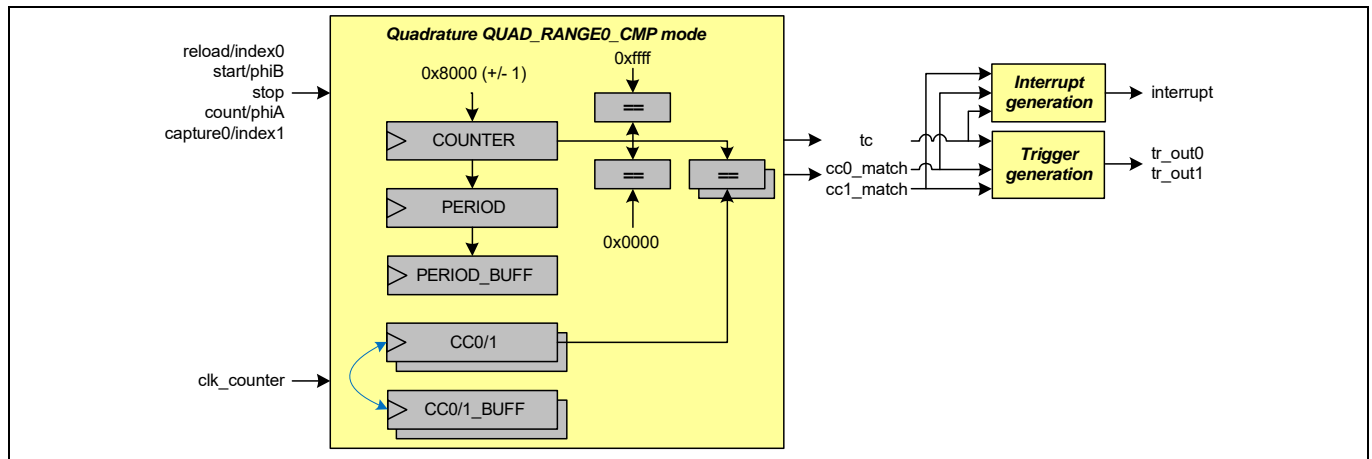 Quadrature QUAD_RANGE0_CMP mode
reload/index0
start/phiB
stop
count/phiA
capture0/index1
0x8000 (+/- 1)
0xffff
==
COUNTER
==
==
0x0000
PERIOD
PERIOD_BUFF
CC0/1
CC0/1_BUFF
clk_counter
tc
cc0_match
cc1_match
Interrupt
generation
interrupt
Trigger
generation
tr_out0
tr_out1